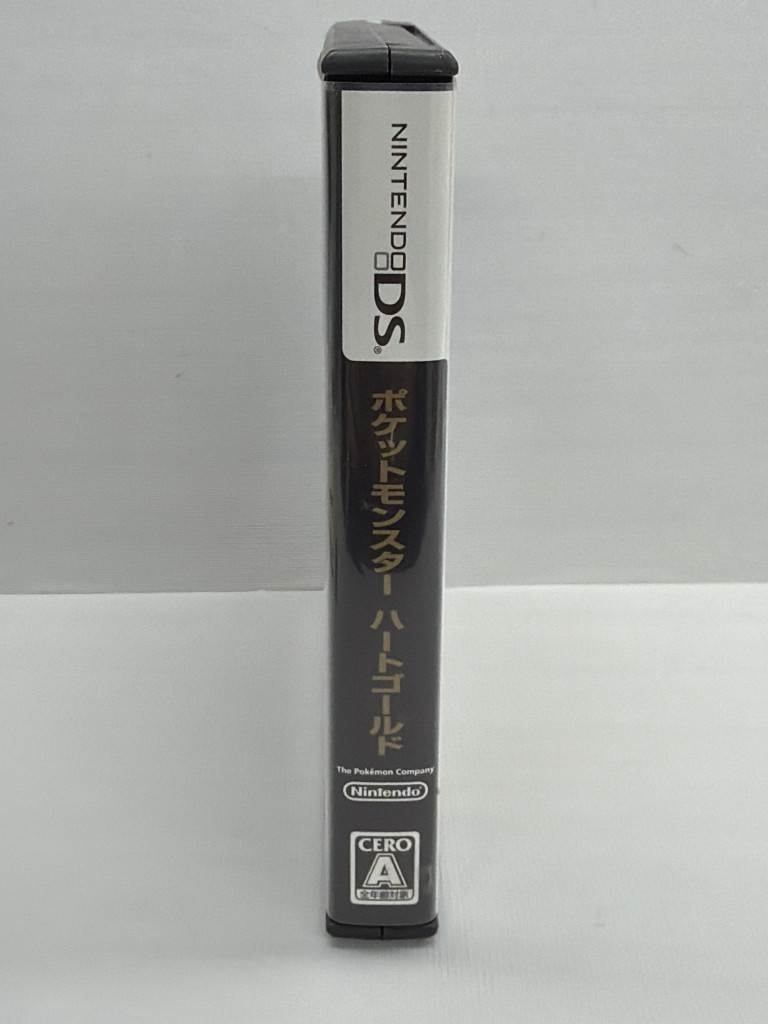 NINTENDO
DS®
ポケットモンスター ハートゴールド
The Pokémon Company
Nintendo®
CERO
A
全年齢対象